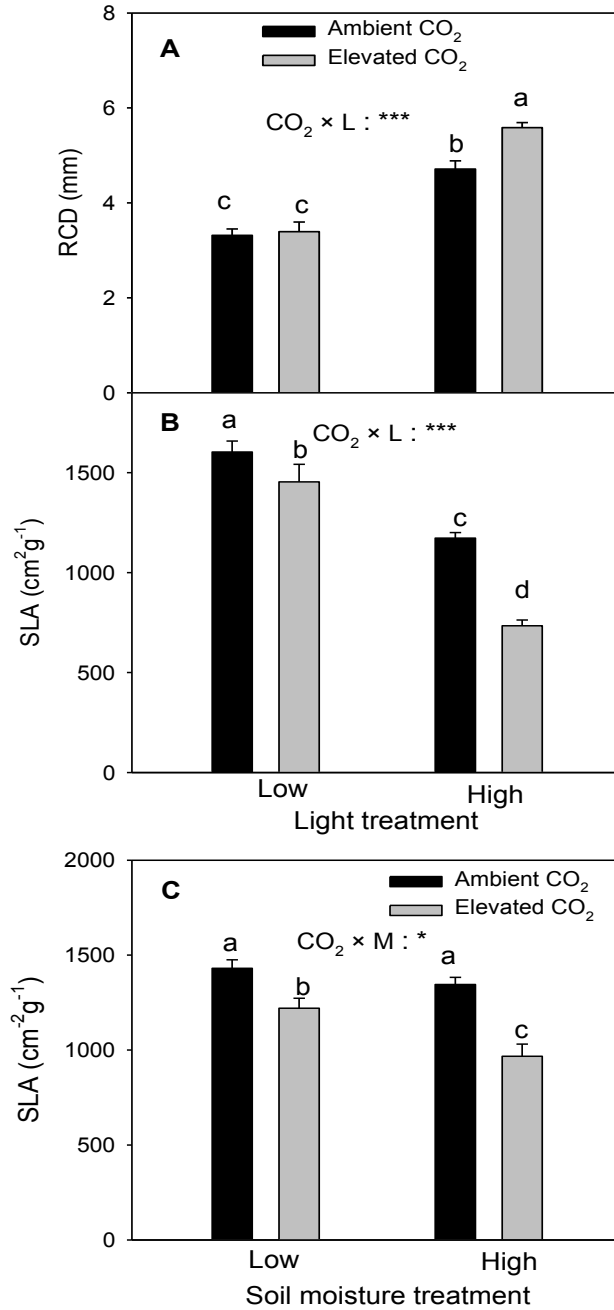 8
A
Ambient CO₂
Elevated CO₂
6
CO₂ × L : ***
a
b
c
c
4
RCD (mm)
2
0
B
a
CO₂ × L : ***
b
1500
c
1000
d
SLA (cm²g⁻¹)
500
0
Low
High
Light treatment
2000
C
Ambient CO₂
Elevated CO₂
CO₂ × M : *
a
a
1500
b
c
1000
SLA (cm⁻²g⁻¹)
500
0
Low
High
Soil moisture treatment